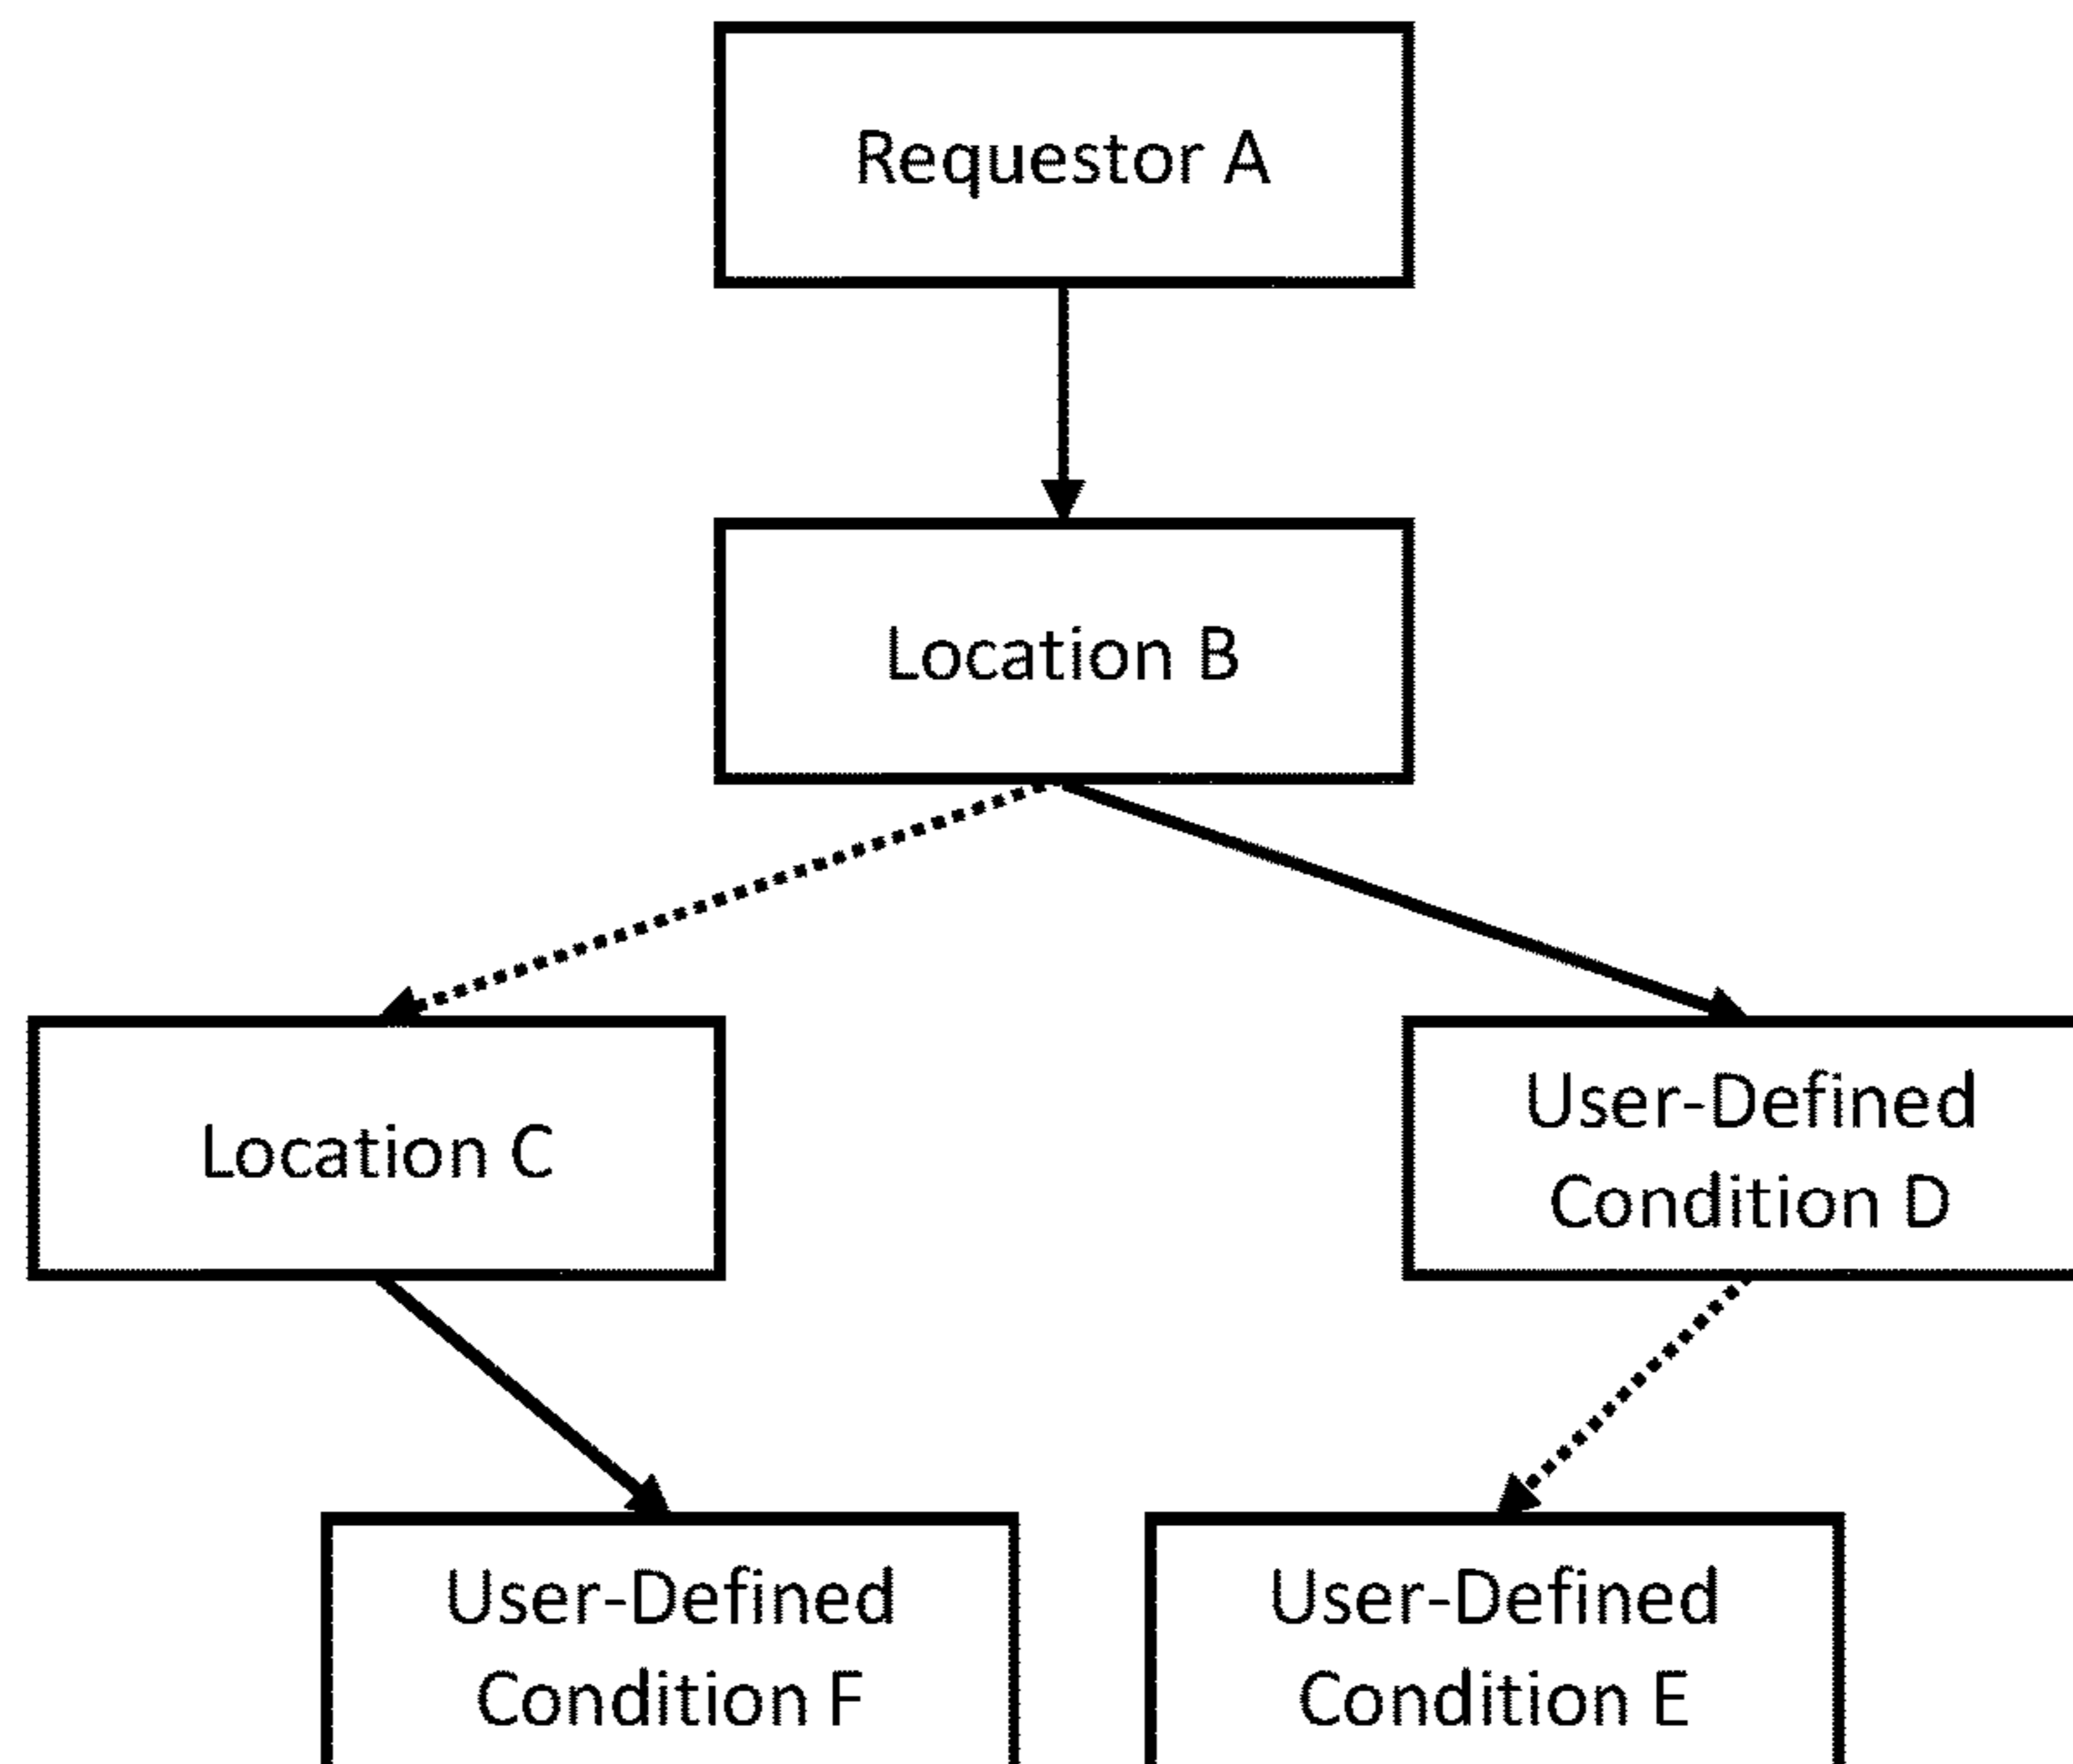 Requestor A
Location B
Location C
User-Defined
Condition D
User-Defined
Condition F
User-Defined
Condition E